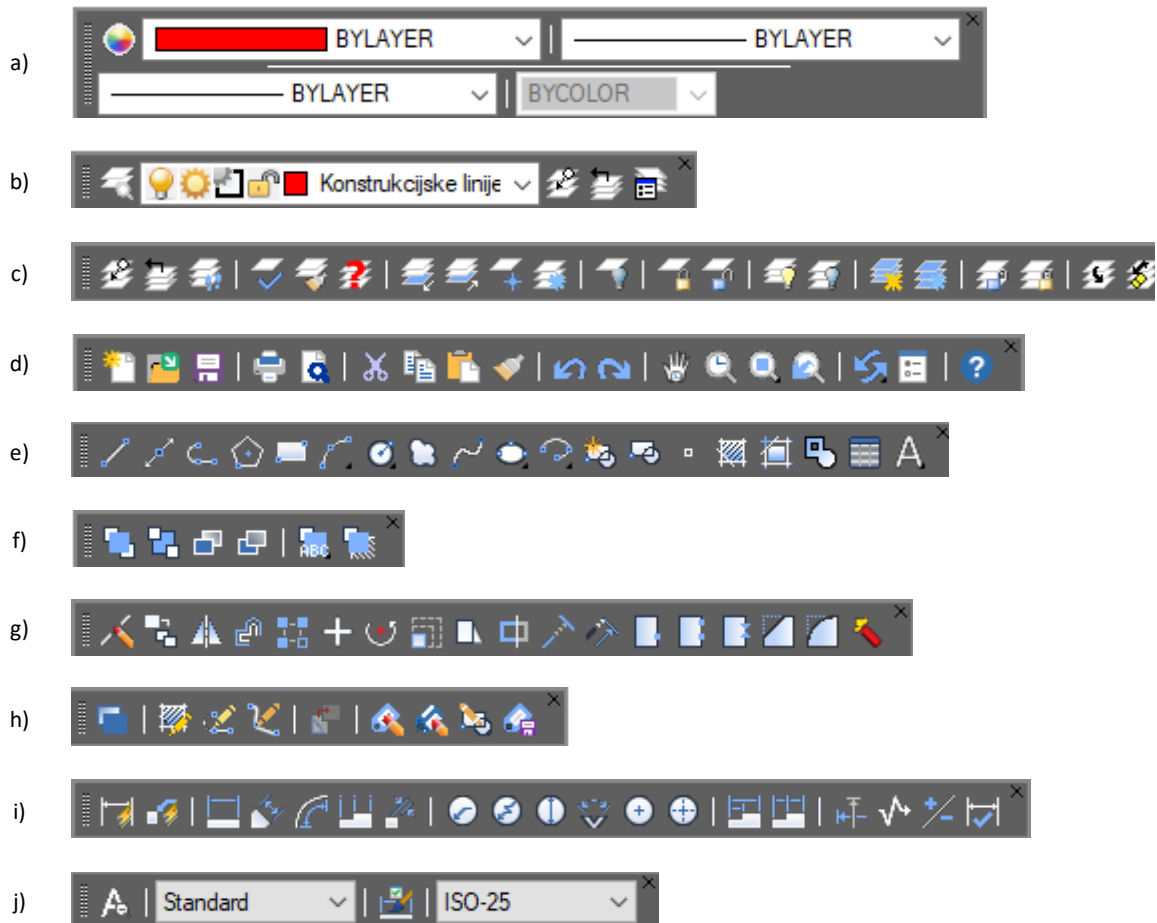 a) BYLAYER BYLAYER
BYLAYER BYCOLOR
b) Konstrukcijske linije
c) ?
d) ?
e) A
f) ABC
g)
h)
i)
j) A Standard ISO-25